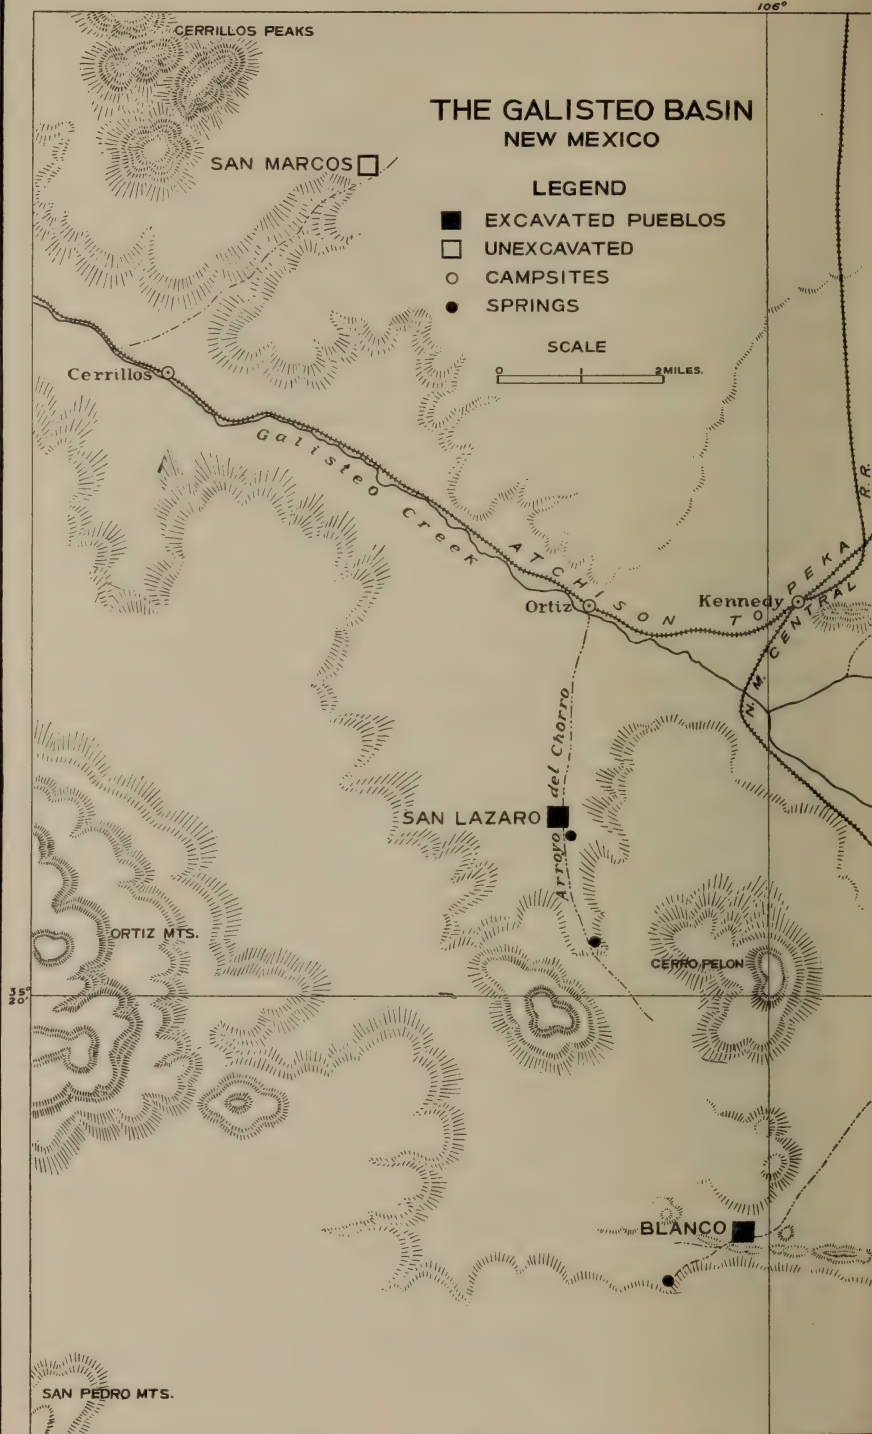 106°
CERRILLOS PEAKS
THE GALISTEO BASIN
NEW MEXICO
SAN MARCOS
LEGEND
EXCAVATED PUEBLOS
UNEXCAVATED
CAMPSITES
SPRINGS
SCALE
0 2 MILES.
Cerrillos
Galisteo Creek
R. R.
ATCHISON TOPEKA
Ortiz
Kennedy
N. M. CENTRAL
Arroyo del Chorro
SAN LAZARO
ORTIZ MTS.
CERRO PELON
35°
20'
BLANCO
SAN PEDRO MTS.